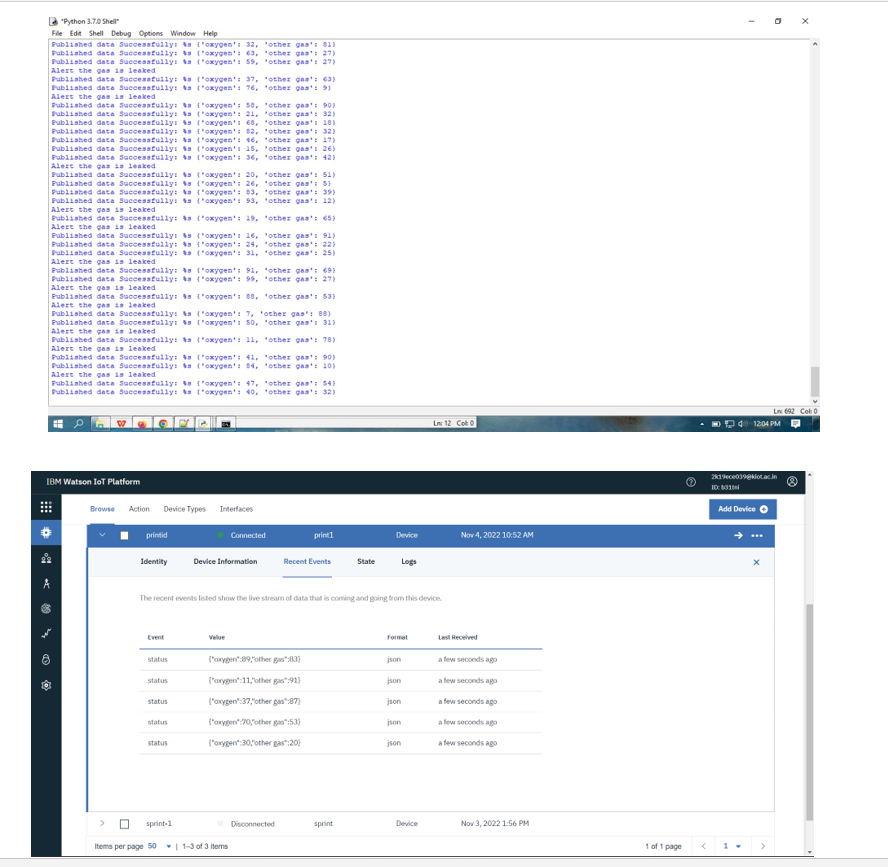 *Python 3.7.0 Shell*
File Edit Shell Debug Options Window Help
Published data Successfully: %s {'oxygen': 32, 'other gas': 81}
Published data Successfully: %s {'oxygen': 63, 'other gas': 27}
Published data Successfully: %s {'oxygen': 59, 'other gas': 27}
Alert the gas is leaked
Published data Successfully: %s {'oxygen': 37, 'other gas': 63}
Published data Successfully: %s {'oxygen': 76, 'other gas': 9}
Alert the gas is leaked
Published data Successfully: %s {'oxygen': 58, 'other gas': 90}
Published data Successfully: %s {'oxygen': 21, 'other gas': 32}
Published data Successfully: %s {'oxygen': 68, 'other gas': 18}
Published data Successfully: %s {'oxygen': 82, 'other gas': 32}
Published data Successfully: %s {'oxygen': 46, 'other gas': 17}
Published data Successfully: %s {'oxygen': 15, 'other gas': 26}
Published data Successfully: %s {'oxygen': 36, 'other gas': 42}
Alert the gas is leaked
Published data Successfully: %s {'oxygen': 20, 'other gas': 51}
Published data Successfully: %s {'oxygen': 26, 'other gas': 5}
Published data Successfully: %s {'oxygen': 83, 'other gas': 39}
Published data Successfully: %s {'oxygen': 93, 'other gas': 12}
Alert the gas is leaked
Published data Successfully: %s {'oxygen': 19, 'other gas': 65}
Alert the gas is leaked
Published data Successfully: %s {'oxygen': 16, 'other gas': 91}
Published data Successfully: %s {'oxygen': 24, 'other gas': 22}
Published data Successfully: %s {'oxygen': 31, 'other gas': 25}
Alert the gas is leaked
Published data Successfully: %s {'oxygen': 91, 'other gas': 69}
Published data Successfully: %s {'oxygen': 99, 'other gas': 27}
Alert the gas is leaked
Published data Successfully: %s {'oxygen': 88, 'other gas': 53}
Alert the gas is leaked
Published data Successfully: %s {'oxygen': 7, 'other gas': 88}
Published data Successfully: %s {'oxygen': 50, 'other gas': 31}
Alert the gas is leaked
Published data Successfully: %s {'oxygen': 11, 'other gas': 78}
Alert the gas is leaked
Published data Successfully: %s {'oxygen': 41, 'other gas': 90}
Published data Successfully: %s {'oxygen': 84, 'other gas': 10}
Alert the gas is leaked
Published data Successfully: %s {'oxygen': 47, 'other gas': 54}
Published data Successfully: %s {'oxygen': 40, 'other gas': 32}
Ln: 692 Col: 0
Ln: 12 Col: 0
12:04 PM
IBM Watson IoT Platform
2k19ece039@kiot.ac.in
ID: b31tni
Browse Action Device Types Interfaces
Add Device
printid Connected print1 Device Nov 4, 2022 10:52 AM
Identity Device Information Recent Events State Logs
The recent events listed show the live stream of data that is coming and going from this device.
Event Value Format Last Received
status {"oxygen":89,"other gas":83} json a few seconds ago
status {"oxygen":11,"other gas":91} json a few seconds ago
status {"oxygen":37,"other gas":87} json a few seconds ago
status {"oxygen":70,"other gas":53} json a few seconds ago
status {"oxygen":30,"other gas":20} json a few seconds ago
sprint-1 Disconnected sprint Device Nov 3, 2022 1:56 PM
Items per page 50 | 1–3 of 3 items 1 of 1 page 1